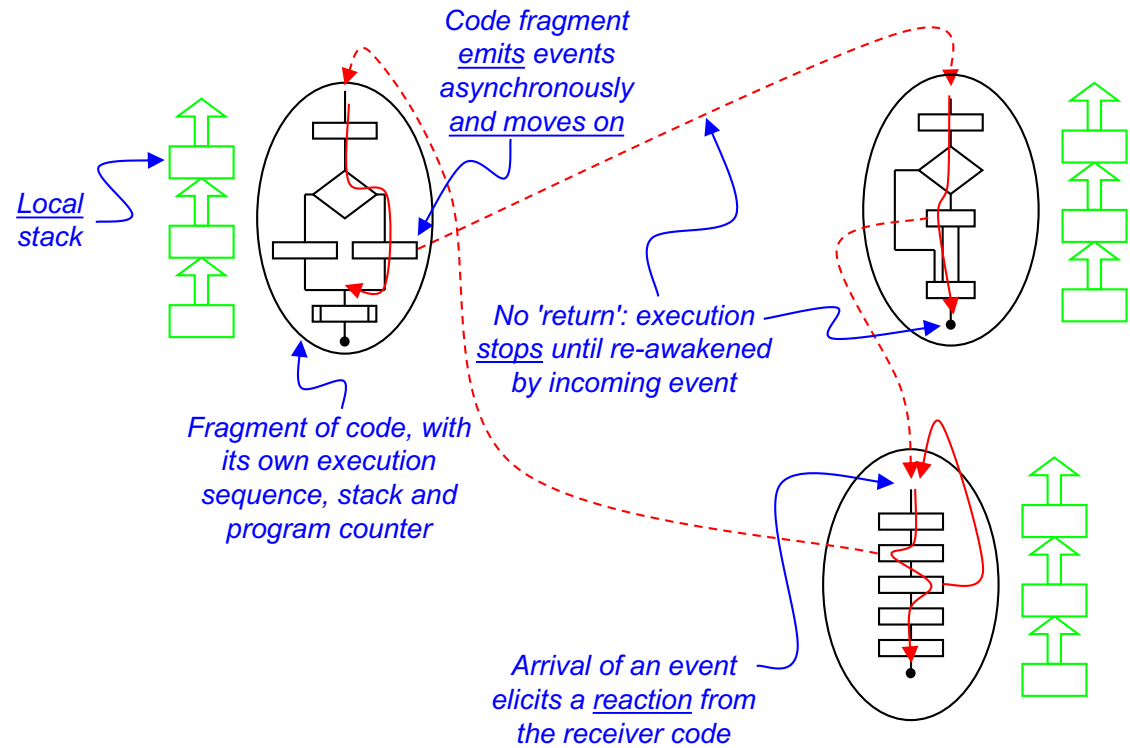 Code fragment
emits events
asynchronously
and moves on
Local
stack
No 'return': execution
stops until re-awakened
by incoming event
Fragment of code, with
its own execution
sequence, stack and
program counter
Arrival of an event
elicits a reaction from
the receiver code